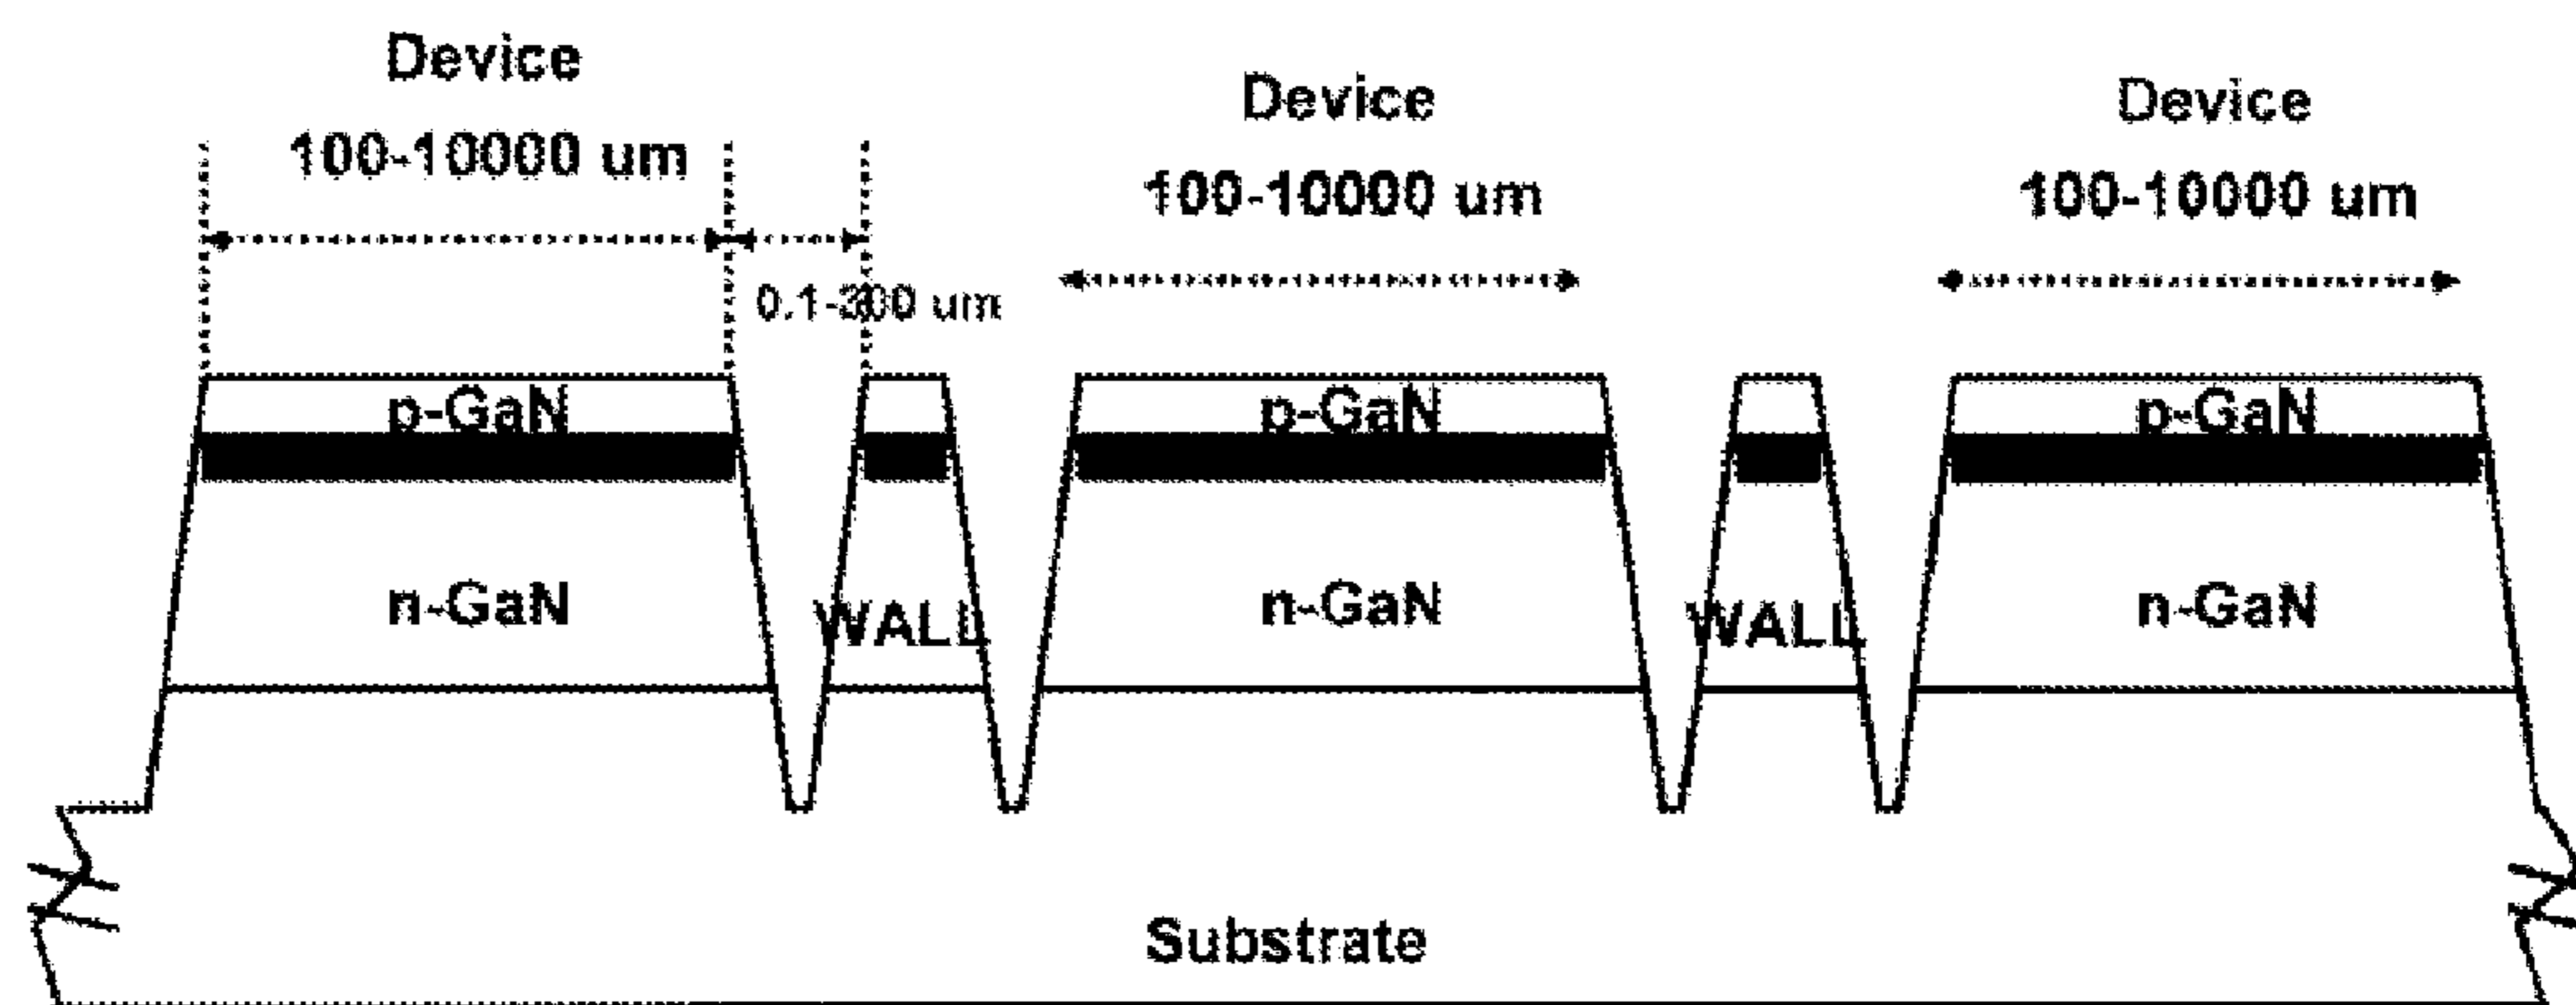 Device
100-10000 um
Device
100-10000 um
Device
100-10000 um
0.1-300 um
p-GaN
p-GaN
p-GaN
n-GaN
WALL
n-GaN
WALL
n-GaN
Substrate